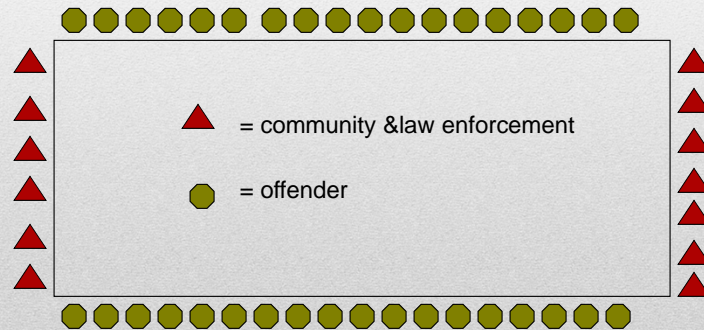 = community &law enforcement
= offender